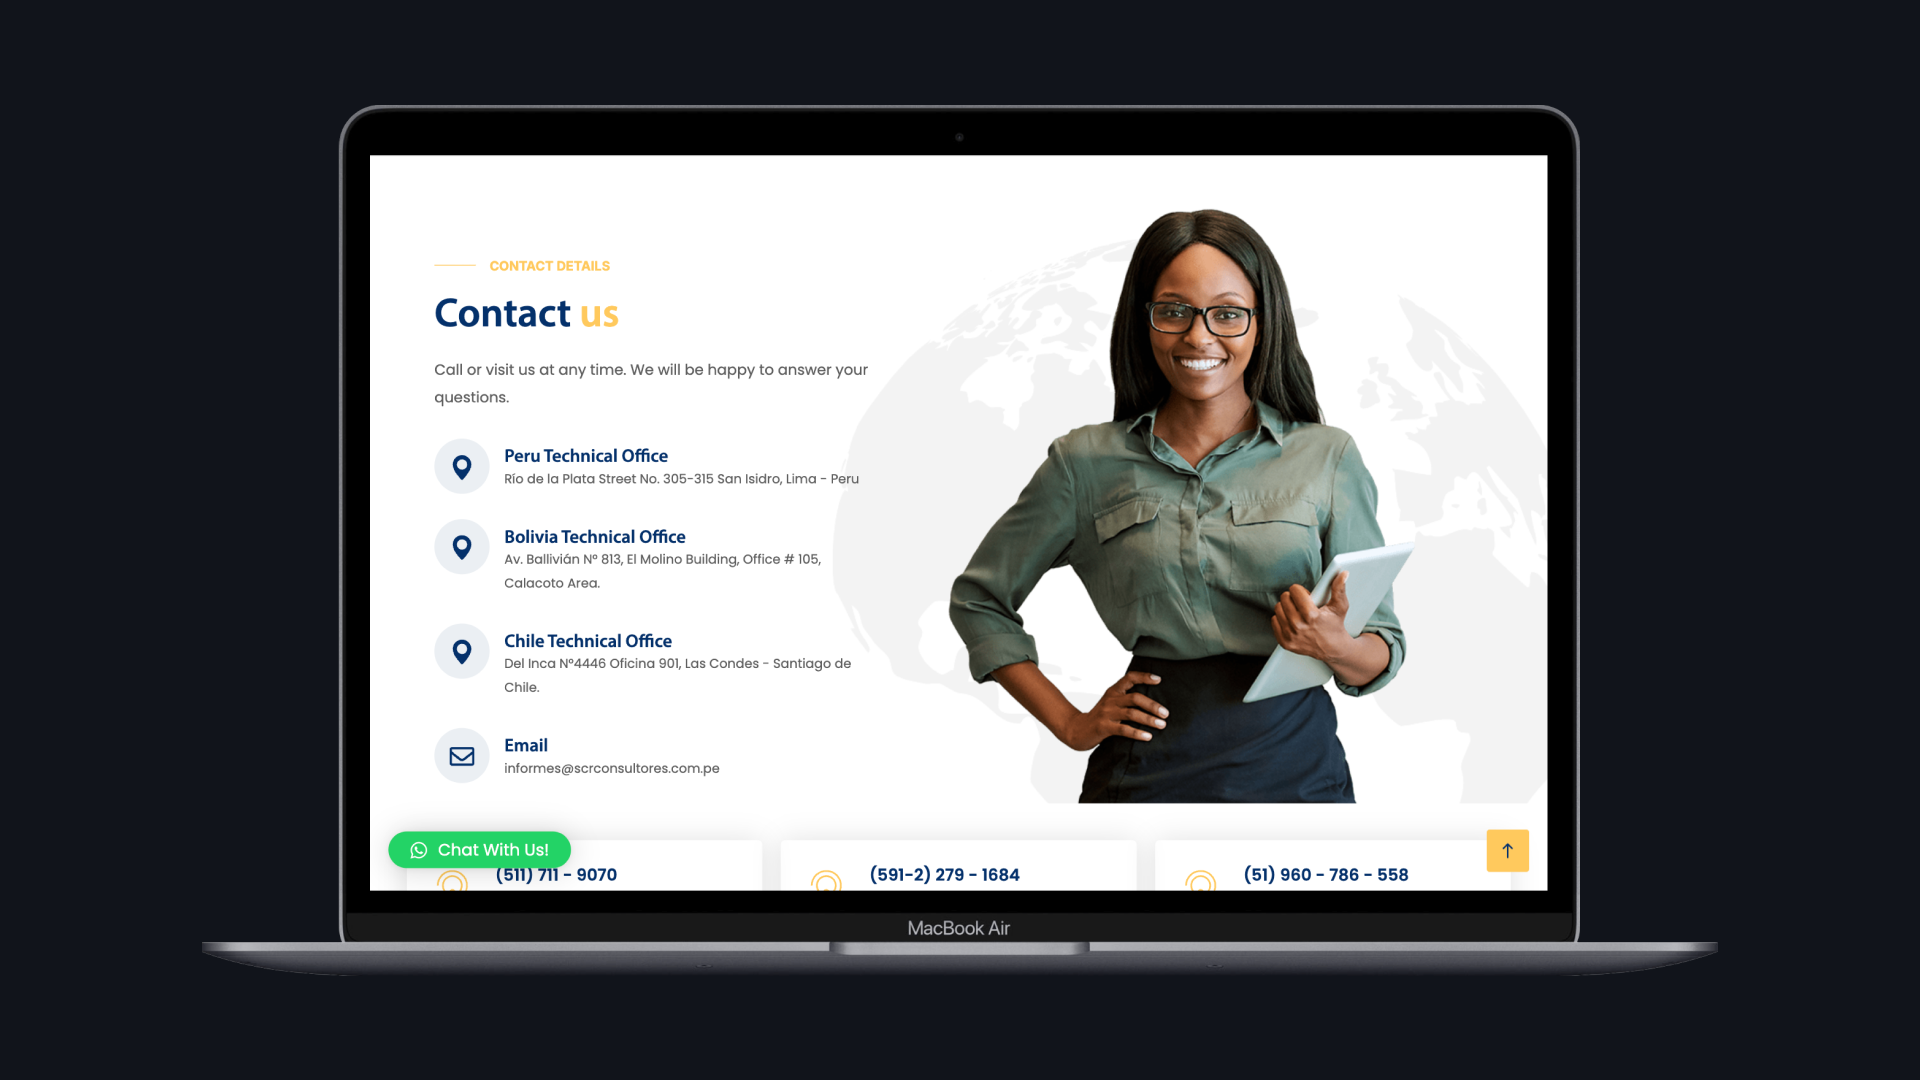 CONTACT DETAILS
Contact us
Call or visit us at any time. We will be happy to answer your
questions.
Peru Technical Office
Río de la Plata Street No. 305-315 San Isidro, Lima - Peru
Bolivia Technical Office
Av. Ballivián Nº 813, El Molino Building, Office # 105,
Calacoto Area.
Chile Technical Office
Del Inca Nº4446 Oficina 901, Las Condes - Santiago de
Chile.
Email
informes@scrconsultores.com.pe
Chat With Us!
(511) 711 - 9070
(591-2) 279 - 1684
(51) 960 - 786 - 558
MacBook Air